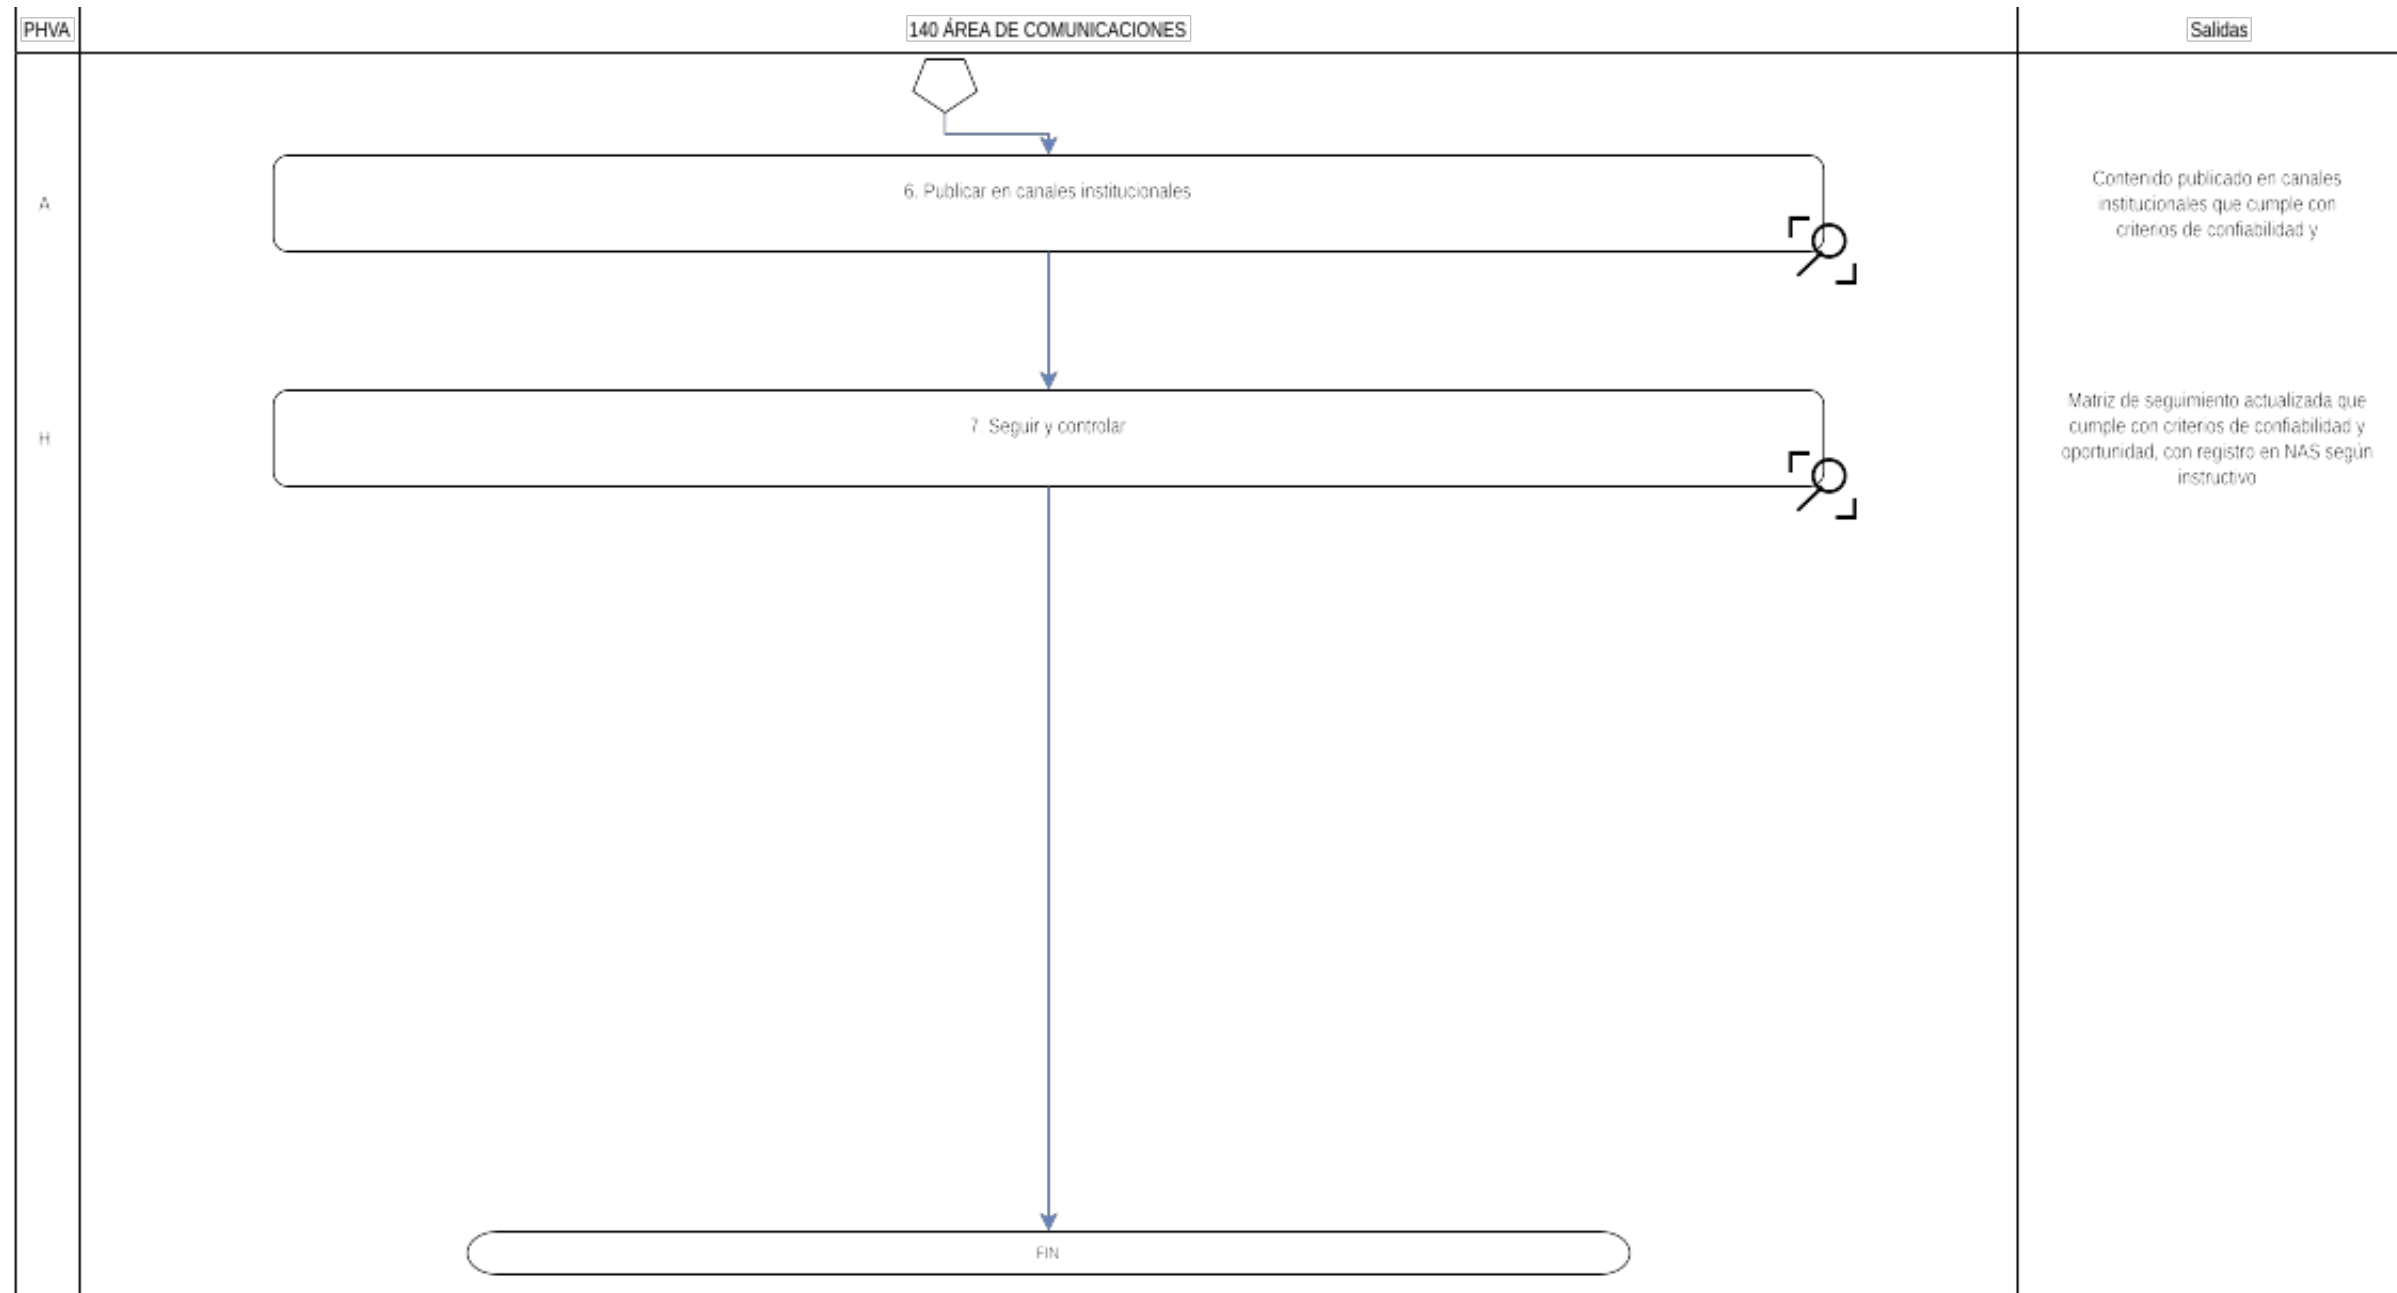 PHVA
140 ÁREA DE COMUNICACIONES
Salidas
A
6. Publicar en canales institucionales
Contenido publicado en canales
institucionales que cumple con
criterios de confiabilidad y
H
7. Seguir y controlar
Matriz de seguimiento actualizada que
cumple con criterios de confiabilidad y
oportunidad, con registro en NAS según
instructivo
FIN